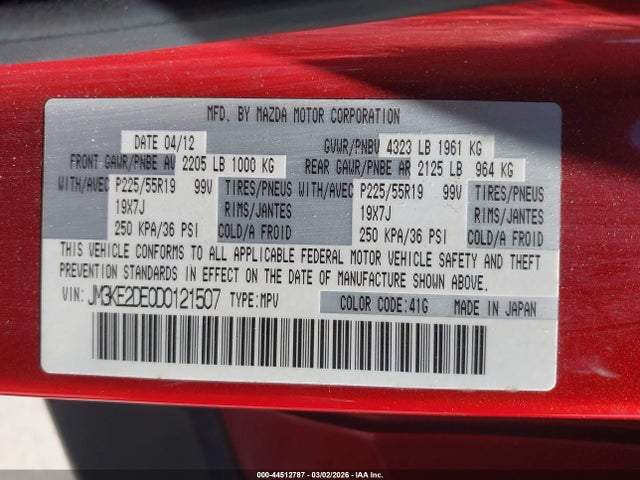 MFD. BY MAZDA MOTOR CORPORATION
DATE 04/12 GVWR/PNBV 4323 LB 1961 KG
FRONT GAWR/PNBE AV 2205 LB 1000 KG REAR GAWR/PNBE AR 2125 LB 964 KG
WITH/AVEC P225/55R19 99V TIRES/PNEUS WITH/AVEC P225/55R19 99V TIRES/PNEUS
19X7J RIMS/JANTES 19X7J RIMS/JANTES
250 KPA/36 PSI COLD/A FROID 250 KPA/36 PSI COLD/A FROID
THIS VEHICLE CONFORMS TO ALL APPLICABLE FEDERAL MOTOR VEHICLE SAFETY AND THEFT
PREVENTION STANDARDS IN EFFECT ON THE DATE OF MANUFACTURE SHOWN ABOVE.
VIN: JM3KE2DE0D0121507 TYPE: MPV COLOR CODE: 41G MADE IN JAPAN
000-44512787 - 03/02/2026 - IAA Inc.